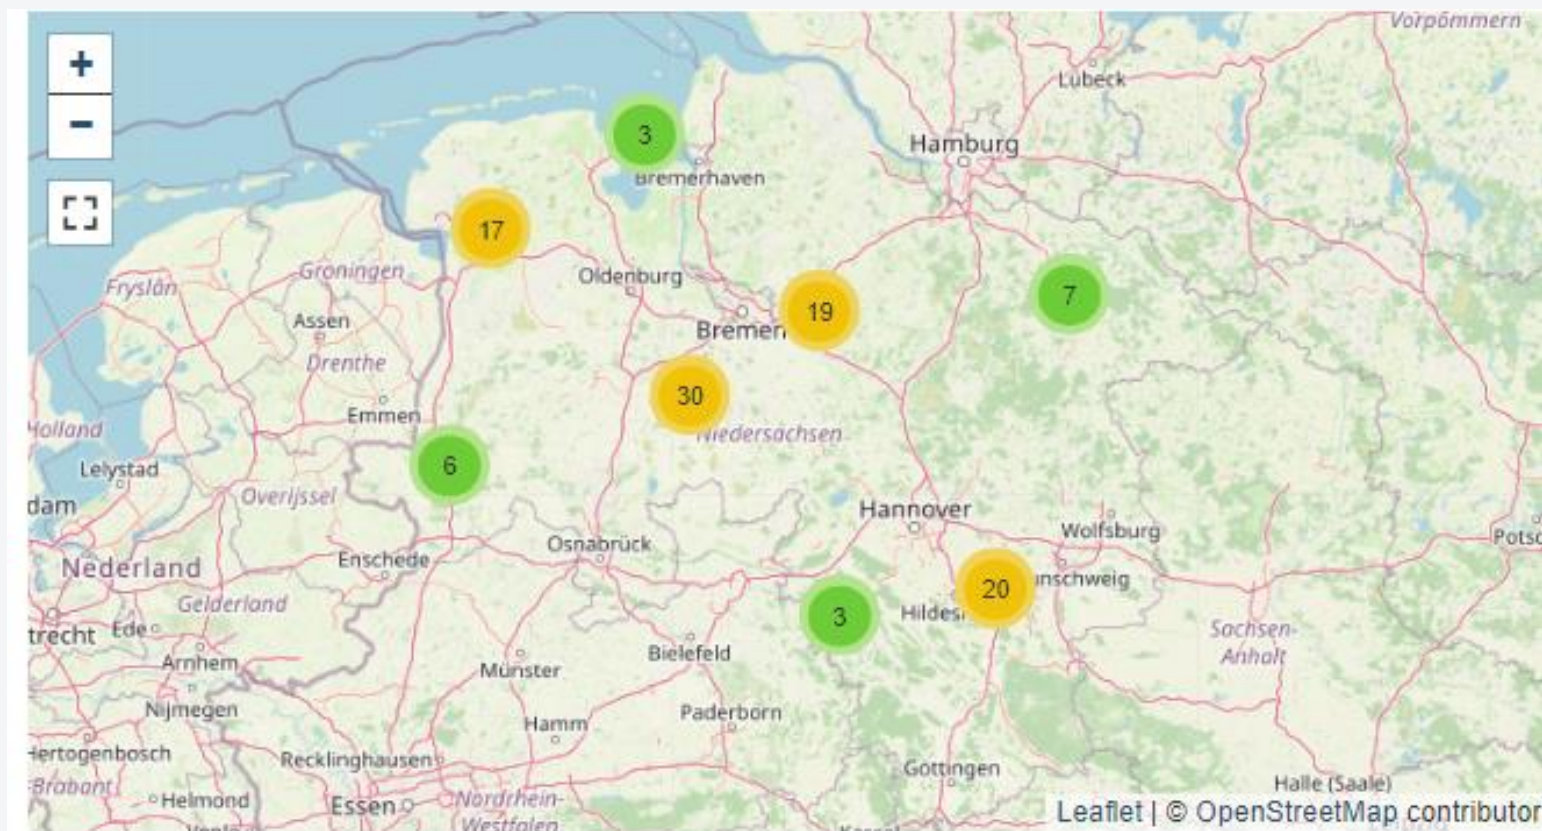 Vorpommern
+
Lübeck
−
3
Hamburg
Bremerhaven
17
Groningen
Oldenburg
Fryslân
7
19
Assen
Bremen
Drenthe
30
Emmen
Holland
Niedersachsen
6
Lelystad
Overijssel
dam
Hannover
Wolfsburg
Potsd
Osnabrück
Enschede
Nederland
unschweig
20
Gelderland
Hildes
3
trecht
Ede
Sachsen-
Anhalt
Bielefeld
Arnhem
Münster
Nijmegen
Paderborn
Hamm
Hertogenbosch
Recklinghausen
Göttingen
Halle (Saale)
-Brabant
Helmond
Essen
Nordrhein-
Westfalen
Leaflet | © OpenStreetMap contributor